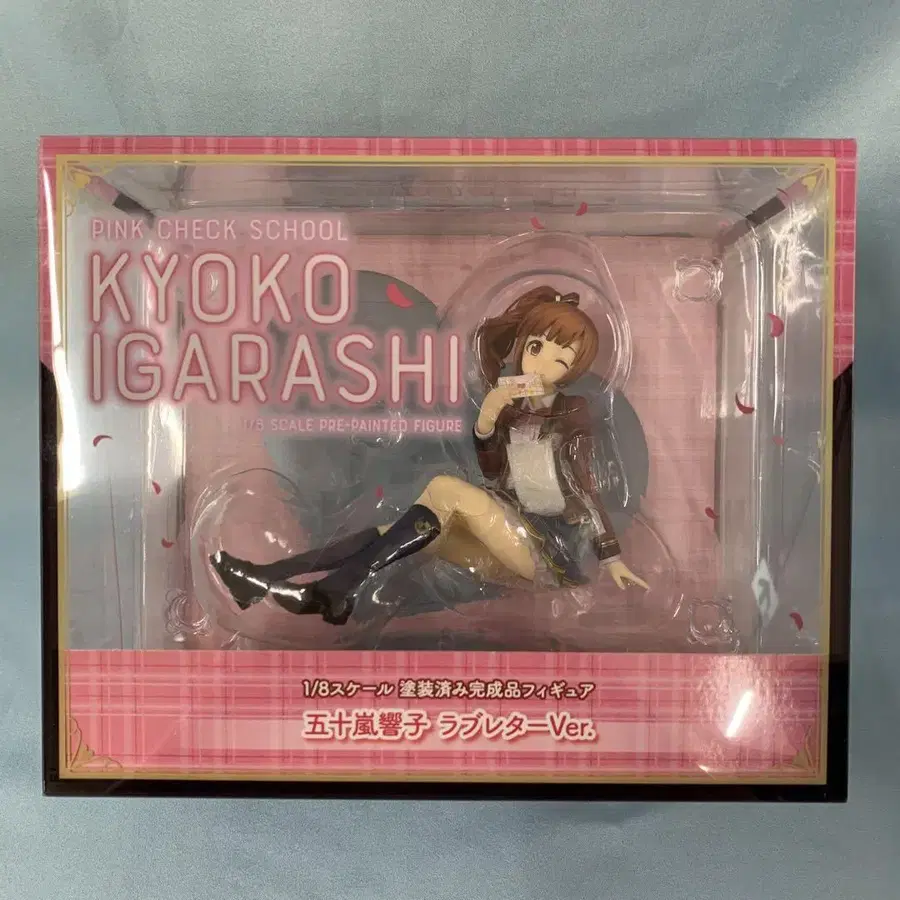 PINK CHECK SCHOOL
KYOKO
IGARASHI
1/8 SCALE PRE-PAINTED FIGURE
1/8スケール 塗装済み完成品フィギュア
五十嵐響子 ラブレターVer.